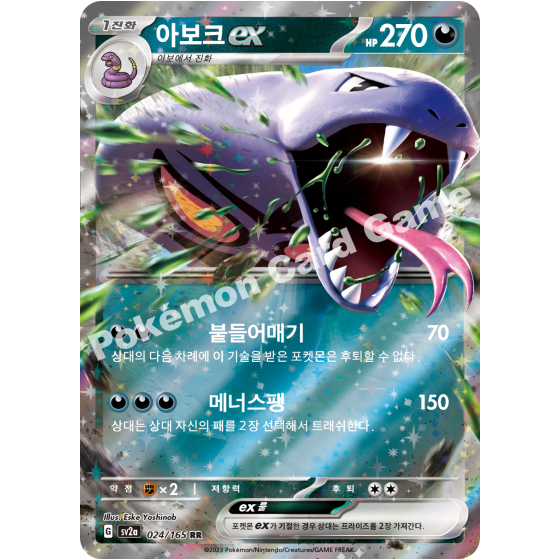 1진화
아보크 ex
HP 270
아보에서 진화
Pokémon Card Game
붙들어매기 70
상대의 다음 차례에 이 기술을 받은 포켓몬은 후퇴할 수 없다.
메너스팽 150
상대는 상대 자신의 패를 2장 선택해서 트래쉬한다.
약점 ×2 저항력 후퇴
ex 룰
포켓몬 ex가 기절한 경우 상대는 프라이즈를 2장 가져간다.
Illus. Eske Yoshinob
G sv2a 024/165 RR
©2023 Pokémon/Nintendo/Creatures/GAME FREAK.